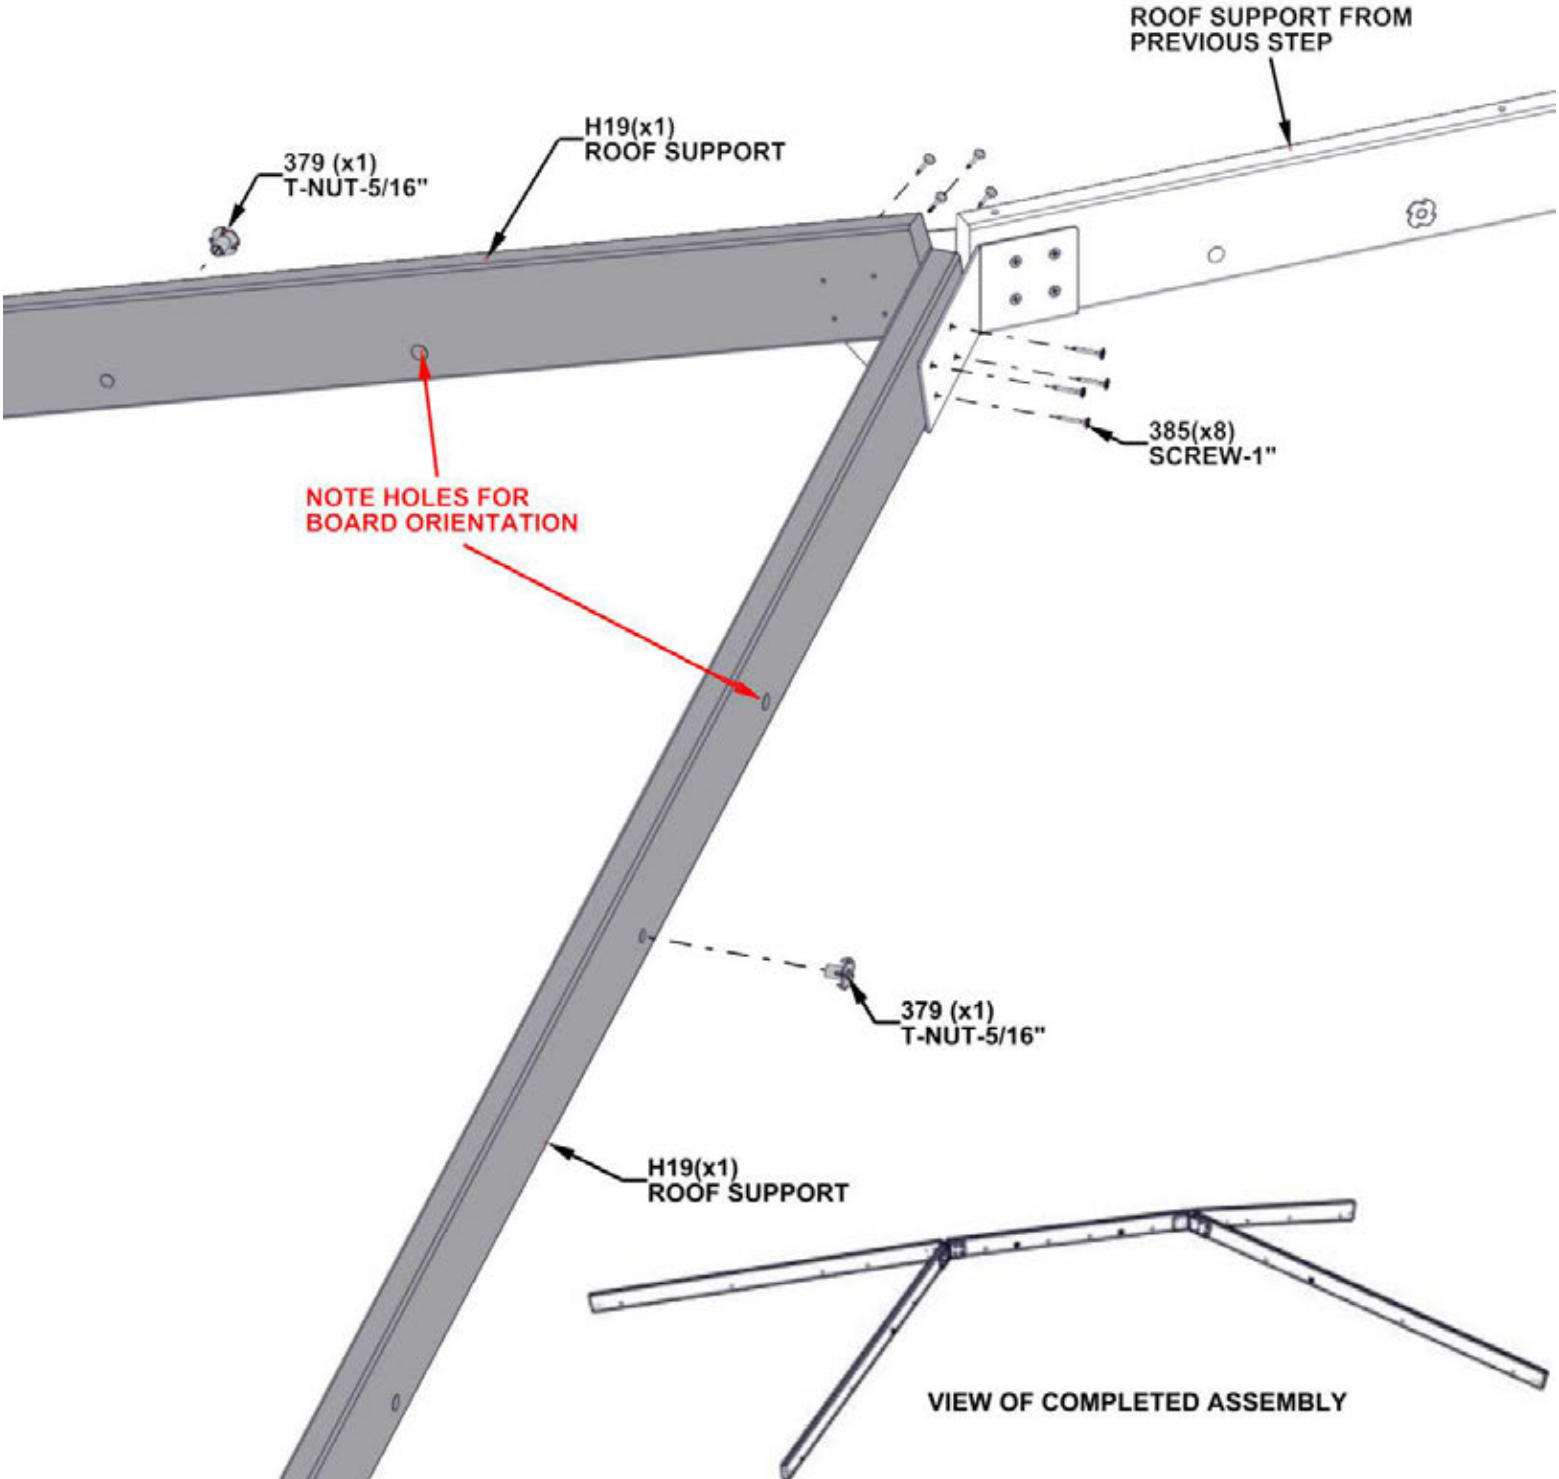 ROOF SUPPORT FROM
PREVIOUS STEP
H19(x1)
ROOF SUPPORT
379 (x1)
T-NUT-5/16"
385(x8)
SCREW-1"
NOTE HOLES FOR
BOARD ORIENTATION
379 (x1)
T-NUT-5/16"
H19(x1)
ROOF SUPPORT
VIEW OF COMPLETED ASSEMBLY